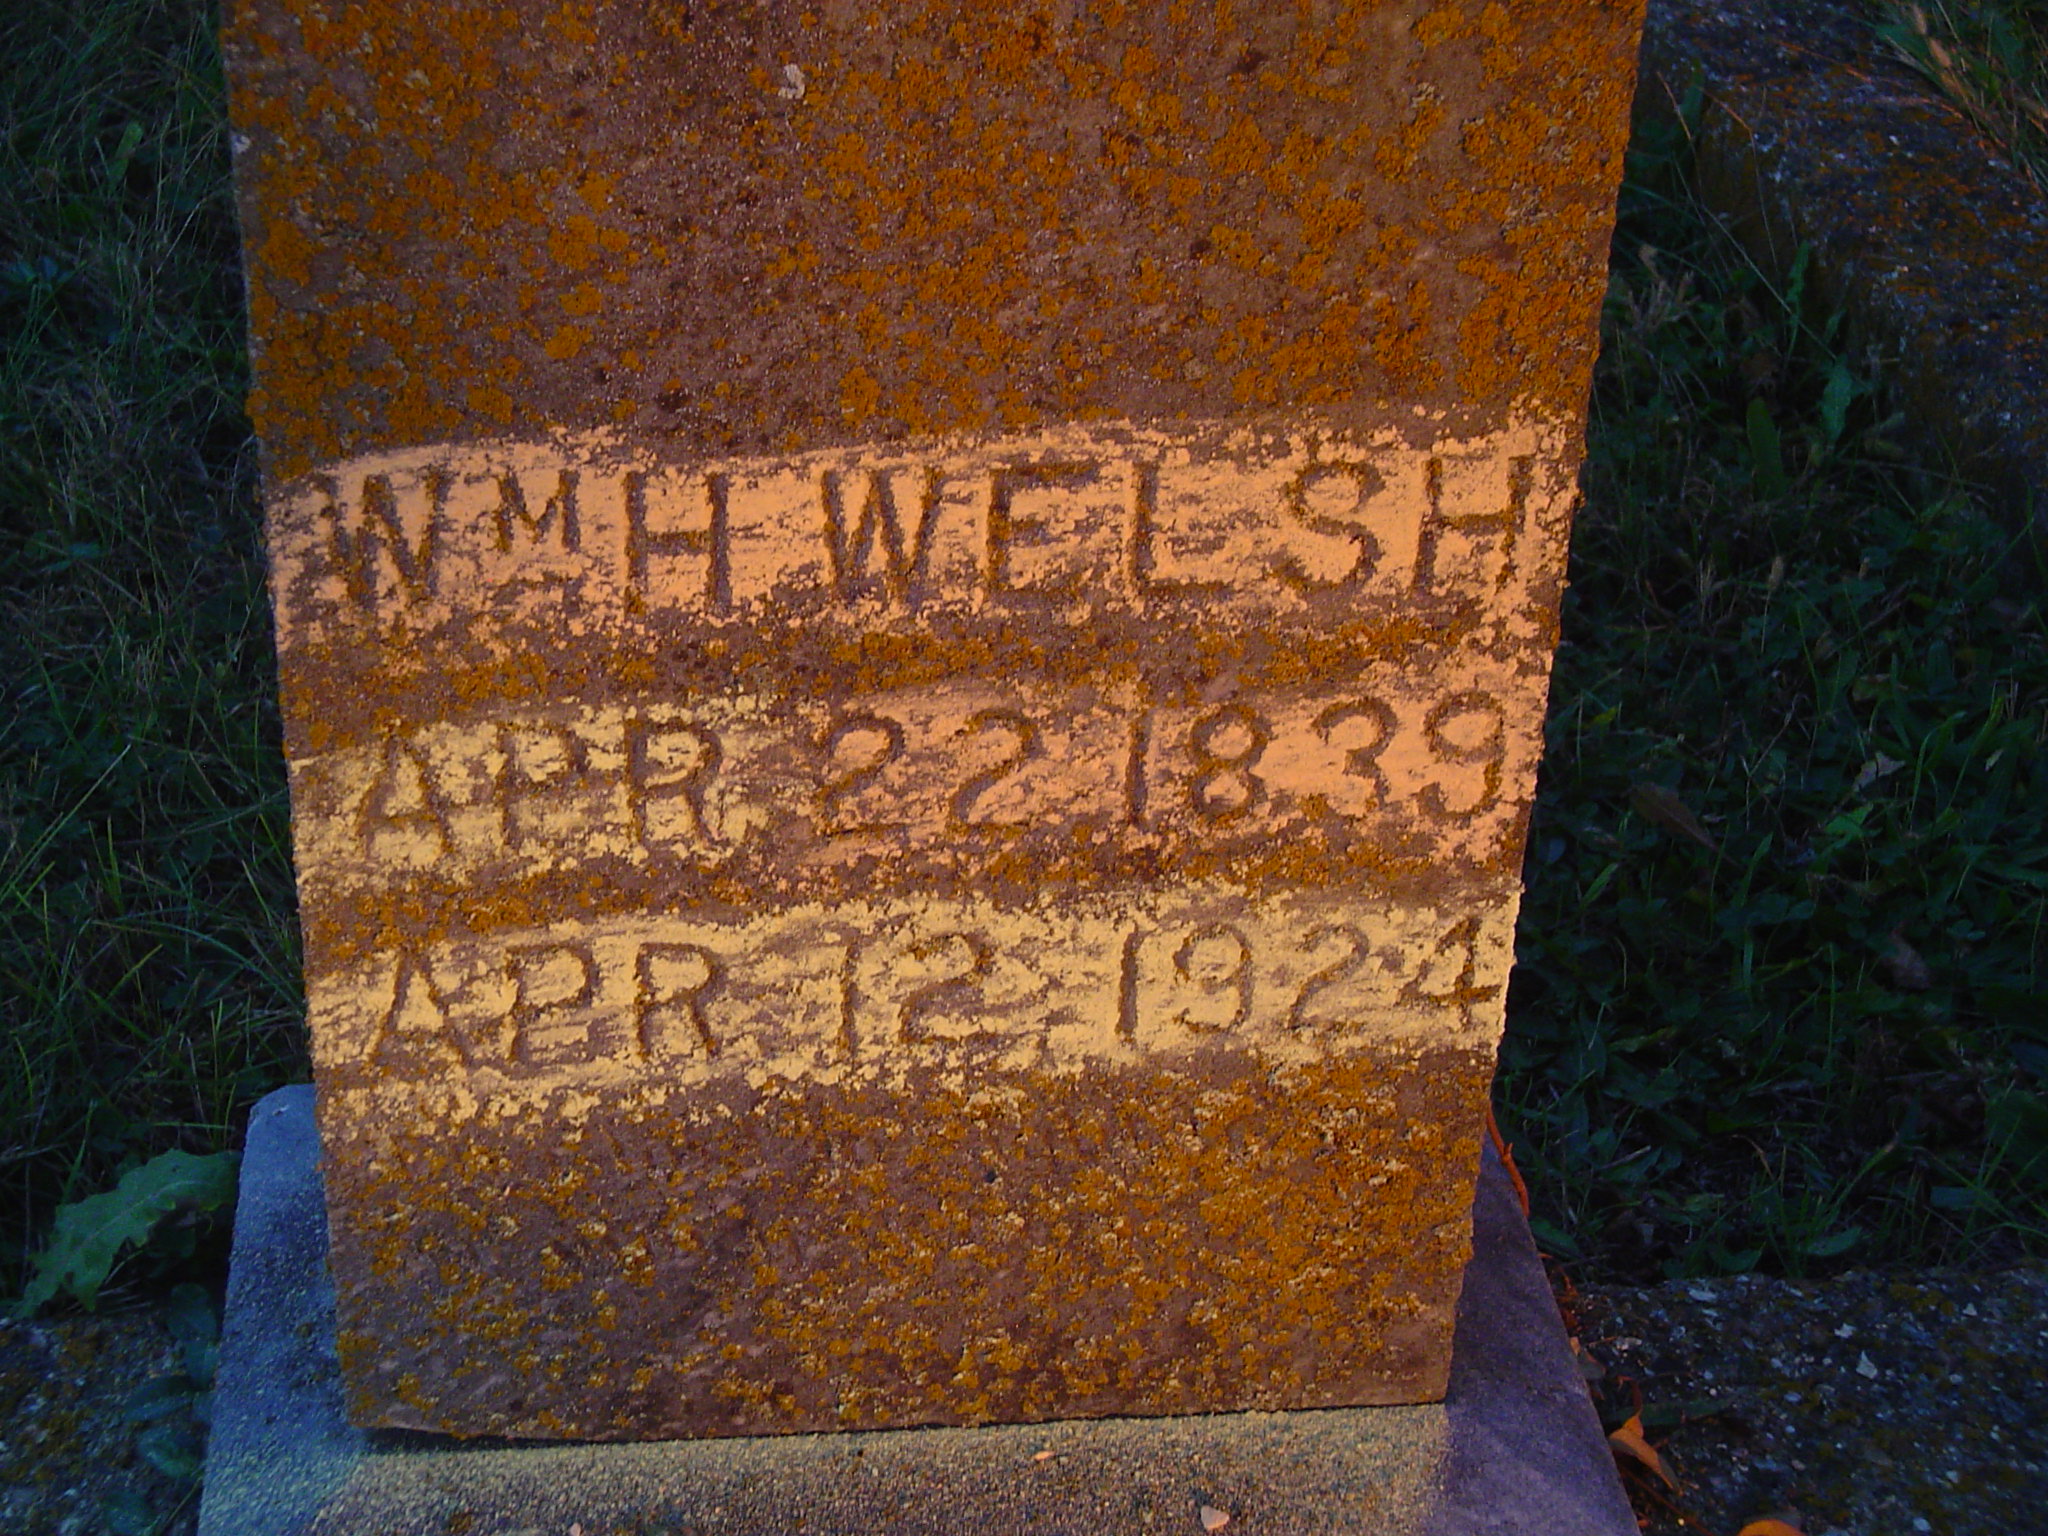 Wᴹ H WELSH
APR. 22 1839
APR 12 1924